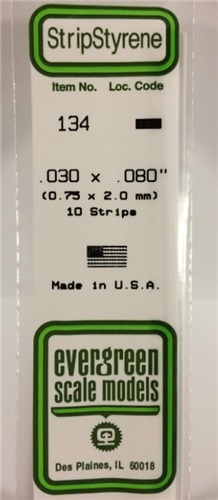 StripStyrene
Item No. Loc. Code
134
.030 x .080"
(0.75 x 2.0 mm)
10 Strips
Made in U.S.A.
evergreen
scale models
Des Plaines, IL 60018